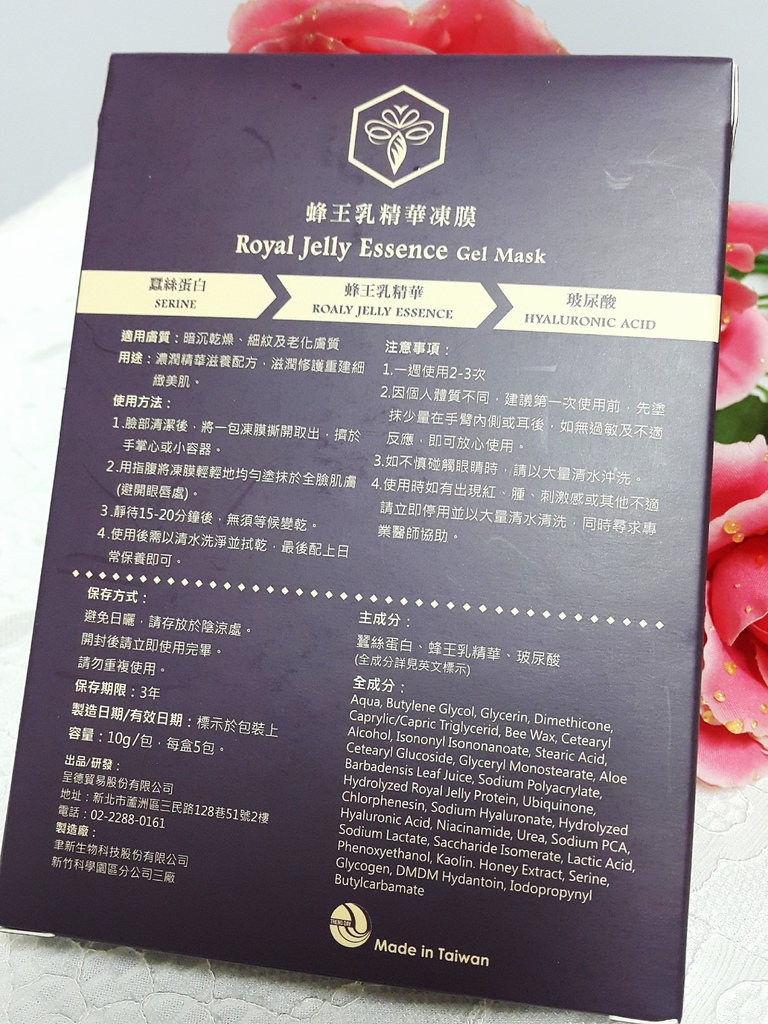 蜂王乳精華凍膜
Royal Jelly Essence Gel Mask
蠶絲蛋白
SERINE
蜂王乳精華
ROALY JELLY ESSENCE
玻尿酸
HYALURONIC ACID
適用膚質：暗沉乾燥、細紋及老化膚質
用途：濃潤精華滋養配方，滋潤修護重建細
緻美肌。
使用方法：
1.臉部清潔後，將一包凍膜撕開取出，擠於
手掌心或小容器。
2.用指腹將凍膜輕輕地均勻塗抹於全臉肌膚
(避開眼唇處)。
3.靜待15-20分鐘後，無須等候變乾。
4.使用後需以清水洗淨並拭乾，最後配上日
常保養即可。
注意事項：
1.一週使用2-3次
2.因個人體質不同，建議第一次使用前，先塗
抹少量在手臂內側或耳後，如無過敏及不適
反應，即可放心使用。
3.如不慎碰觸眼睛時，請以大量清水沖洗。
4.使用時如有出現紅、腫、刺激感或其他不適
請立即停用並以大量清水清洗，同時尋求專
業醫師協助。
保存方式：
避免日曬，請存放於陰涼處。
開封後請立即使用完畢。
請勿重複使用。
保存期限：3年
製造日期/有效日期：標示於包裝上
容量：10g/包，每盒5包。
出品/研發：
呈德貿易股份有限公司
地址：新北市蘆洲區三民路128巷51號2樓
電話：02-2288-0161
製造廠：
聿新生物科技股份有限公司
新竹科學園區分公司三廠
主成分：
蠶絲蛋白、蜂王乳精華、玻尿酸
(全成分詳見英文標示)
全成分：
Aqua, Butylene Glycol, Glycerin, Dimethicone,
Caprylic/Capric Triglycerid, Bee Wax, Cetearyl
Alcohol, Isononyl Isononanoate, Stearic Acid,
Cetearyl Glucoside, Glyceryl Monostearate, Aloe
Barbadensis Leaf Juice, Sodium Polyacrylate,
Hydrolyzed Royal Jelly Protein, Ubiquinone,
Chlorphenesin, Sodium Hyaluronate, Hydrolyzed
Hyaluronic Acid, Niacinamide, Urea, Sodium PCA,
Sodium Lactate, Saccharide Isomerate, Lactic Acid,
Phenoxyethanol, Kaolin. Honey Extract, Serine,
Glycogen, DMDM Hydantoin, Iodopropynyl
Butylcarbamate
Made in Taiwan